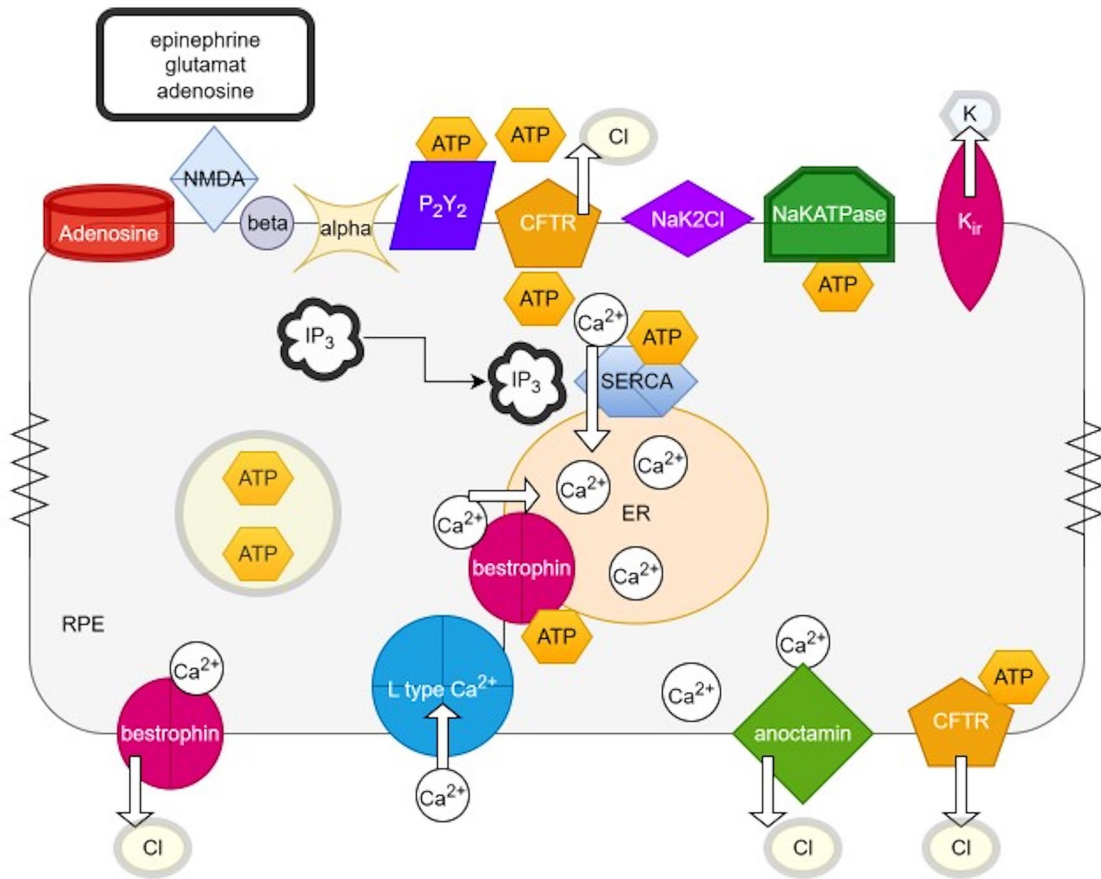 epinephrine
glutamat
adenosine
K
ATP
ATP
Cl
NMDA
P₂Y₂
Adenosine
beta
alpha
CFTR
NaK2Cl
NaKATPase
K_ir
ATP
ATP
Ca²⁺
IP₃
ATP
IP₃
SERCA
Ca²⁺
ATP
Ca²⁺
Ca²⁺
ER
ATP
bestrophin
Ca²⁺
RPE
ATP
Ca²⁺
Ca²⁺
ATP
L type Ca²⁺
Ca²⁺
bestrophin
anoctamin
CFTR
Ca²⁺
Cl
Cl
Cl